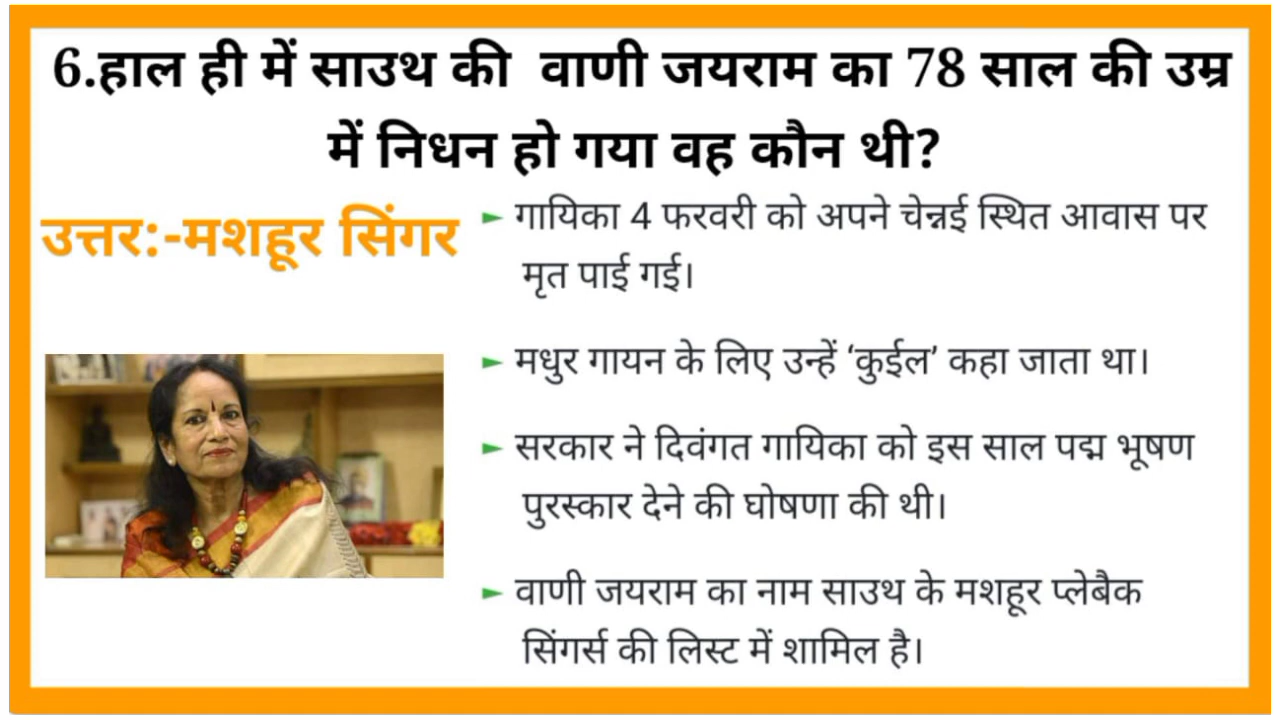 6.हाल ही में साउथ की वाणी जयराम का 78 साल की उम्र
में निधन हो गया वह कौन थी?
उत्तर:-मशहूर सिंगर
► गायिका 4 फरवरी को अपने चेन्नई स्थित आवास पर
मृत पाई गई।
► मधुर गायन के लिए उन्हें ‘कुईल’ कहा जाता था।
► सरकार ने दिवंगत गायिका को इस साल पद्म भूषण
पुरस्कार देने की घोषणा की थी।
► वाणी जयराम का नाम साउथ के मशहूर प्लेबैक
सिंगर्स की लिस्ट में शामिल है।